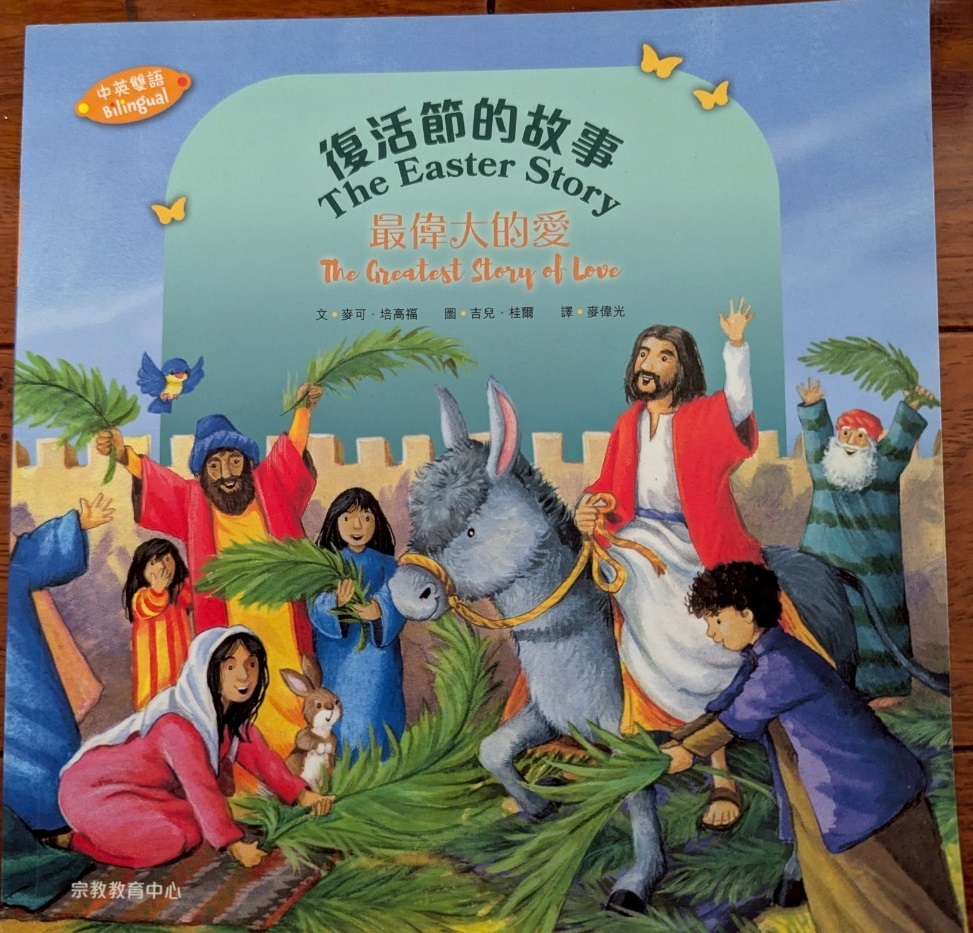 中英雙語
Bilingual
復活節的故事
The Easter Story
最偉大的愛
The Greatest Story of Love
文•麥可．培高福 圖•吉兒．桂爾 譯•麥偉光
宗教教育中心